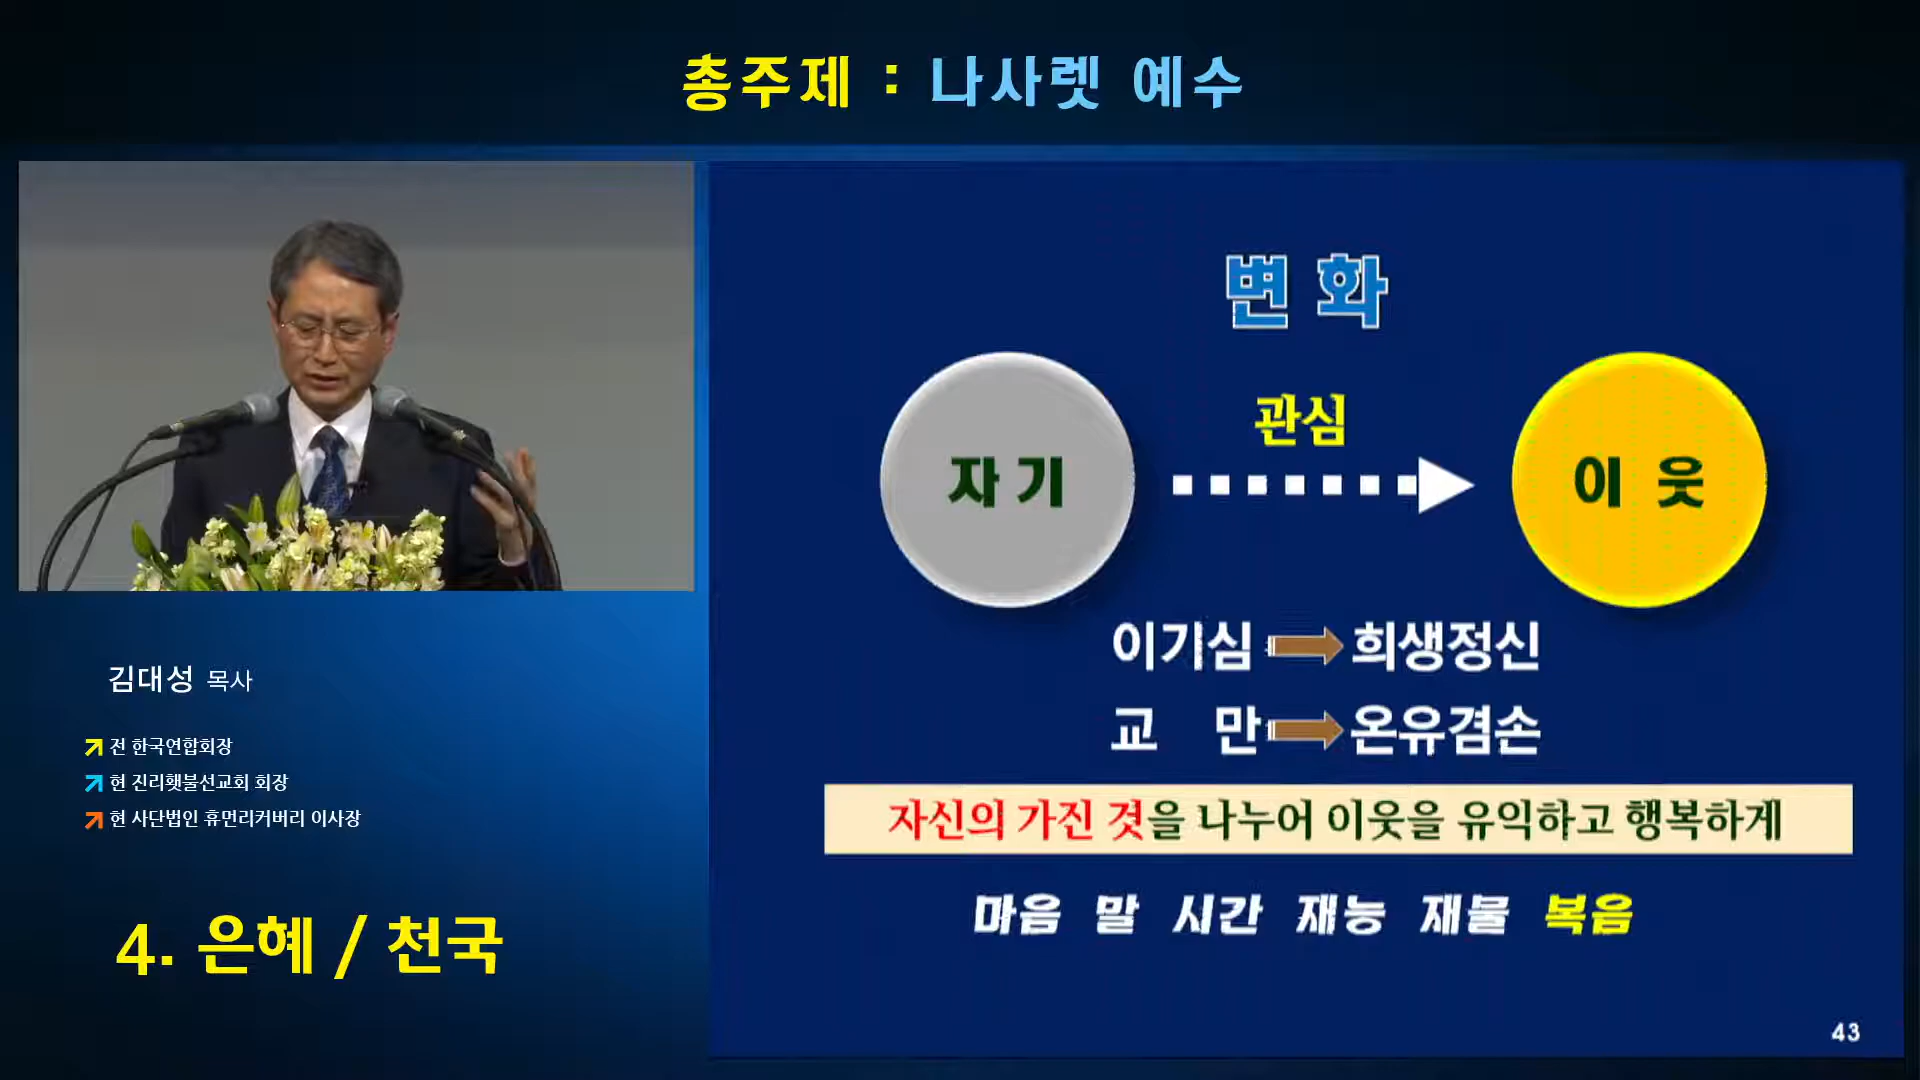 총주제 : 나사렛 예수
변 화
자 기
관심
이 웃
이기심 희생정신
교 만 온유겸손
자신의 가진 것을 나누어 이웃을 유익하고 행복하게
마음 말 시간 재능 재물 복음
43
김대성 목사
전 한국연합회장
현 진리횃불선교회 회장
현 사단법인 휴먼리커버리 이사장
4. 은혜 / 천국